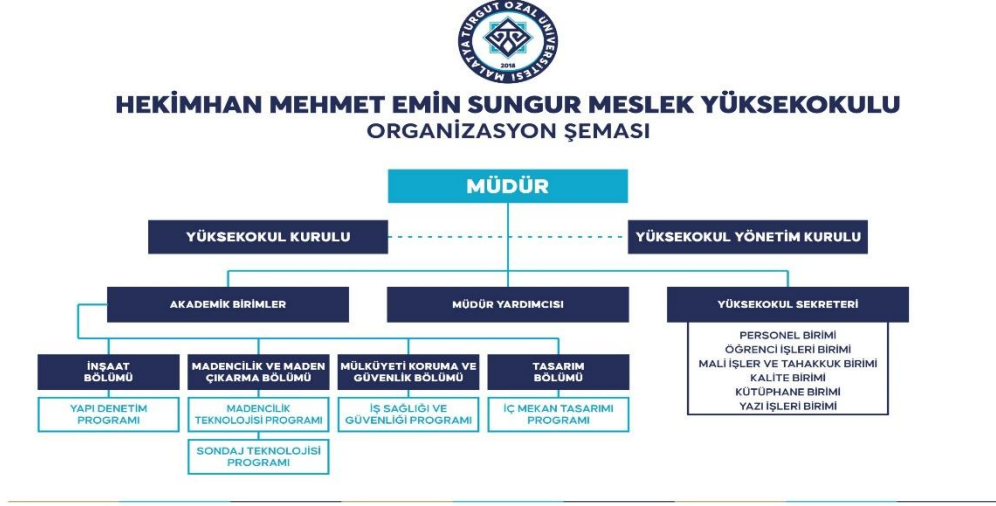 MALATYA TURGUT ÖZAL ÜNİVERSİTESİ
2018
HEKİMHAN MEHMET EMİN SUNGUR MESLEK YÜKSEKOKULU
ORGANİZASYON ŞEMASI
MÜDÜR
YÜKSEKOKUL KURULU
YÜKSEKOKUL YÖNETİM KURULU
AKADEMİK BİRİMLER
MÜDÜR YARDIMCISI
YÜKSEKOKUL SEKRETERİ
PERSONEL BİRİMİ
ÖĞRENCİ İŞLERİ BİRİMİ
MALİ İŞLER VE TAHAKKUK BİRİMİ
KALİTE BİRİMİ
KÜTÜPHANE BİRİMİ
YAZI İŞLERİ BİRİMİ
İNŞAAT
BÖLÜMÜ
YAPI DENETİM
PROGRAMI
MADENCİLİK VE MADEN
ÇIKARMA BÖLÜMÜ
MADENCİLİK
TEKNOLOJİSİ PROGRAMI
SONDAJ TEKNOLOJİSİ
PROGRAMI
MÜLKÜYETİ KORUMA VE
GÜVENLİK BÖLÜMÜ
İŞ SAĞLIĞI VE
GÜVENLİĞİ PROGRAMI
TASARIM
BÖLÜMÜ
İÇ MEKAN TASARIMI
PROGRAMI